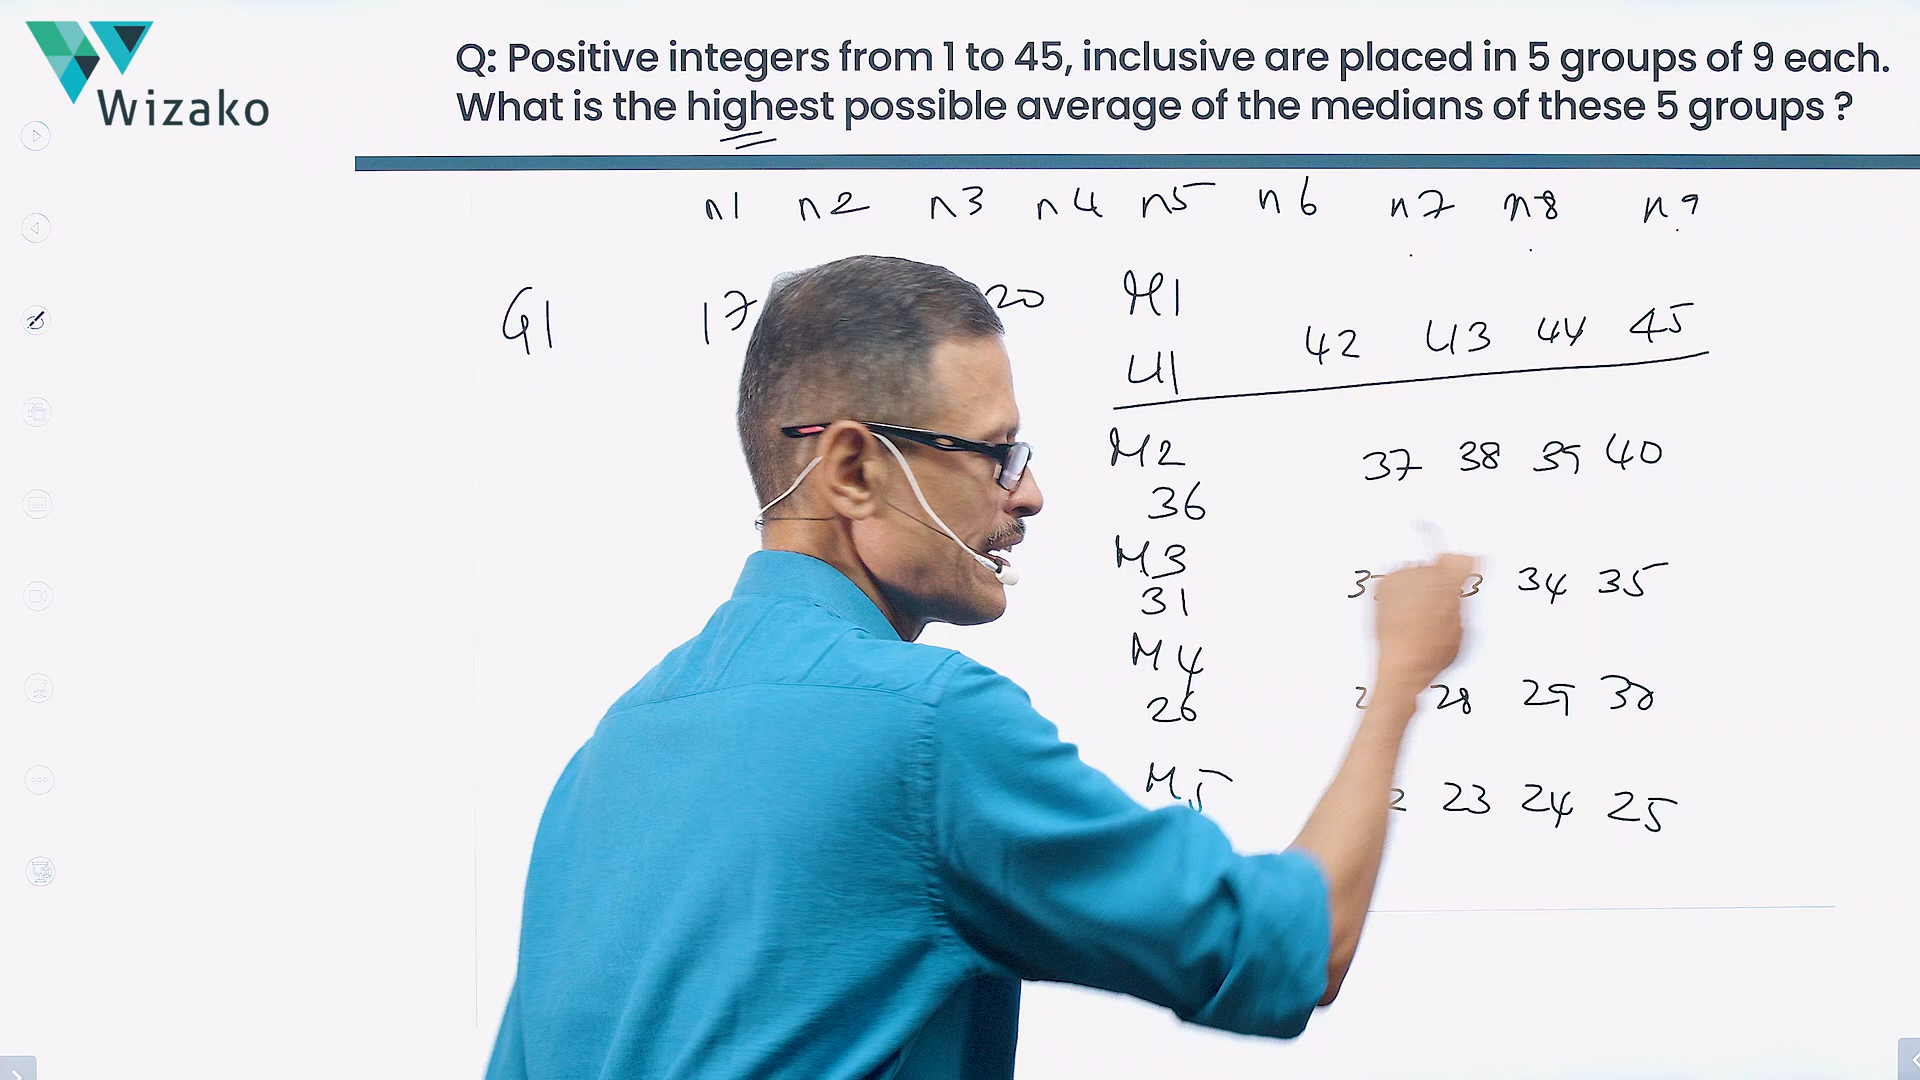 Wizako
Q: Positive integers from 1 to 45, inclusive are placed in 5 groups of 9 each.
What is the highest possible average of the medians of these 5 groups ?
n1 n2 n3 n4 n5 n6 n7 n8 n9
G1 17 20 M1
41 42 43 44 45
M2 37 38 39 40
36
M3
31 34 35
M4
26 28 29 30
M5
23 24 25